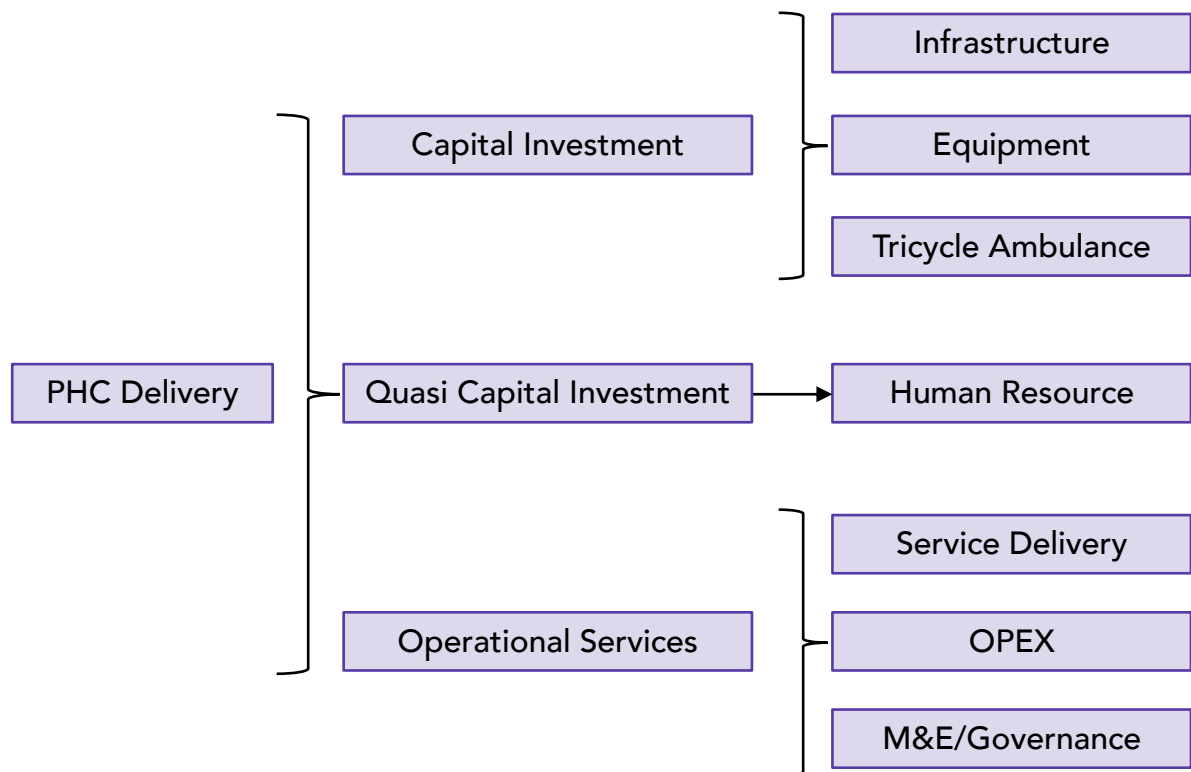 Infrastructure
Capital Investment
Equipment
Tricycle Ambulance
PHC Delivery
Quasi Capital Investment
Human Resource
Service Delivery
Operational Services
OPEX
M&E/Governance